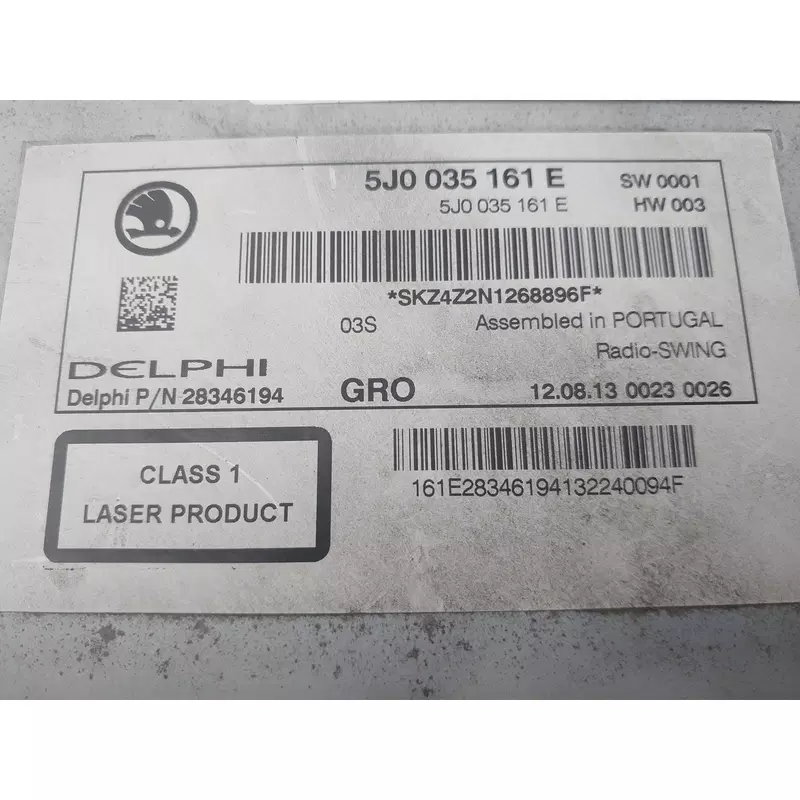 5J0 035 161 E SW 0001
5J0 035 161 E HW 003
*SKZ4Z2N1268896F*
03S Assembled in PORTUGAL
Radio-SWING
DELPHI
Delphi P/N 28346194 GRO 12.08.13 0023 0026
CLASS 1
LASER PRODUCT
161E28346194132240094F